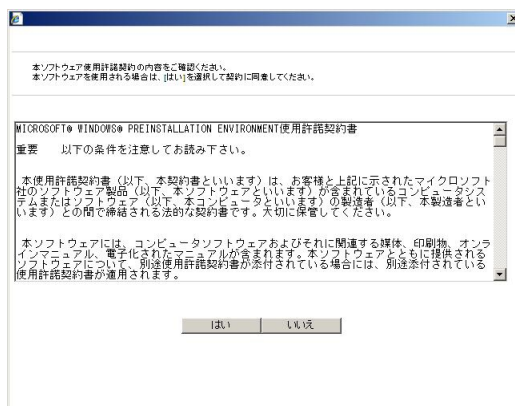 本ソフトウェア使用許諾契約の内容をご確認ください。
本ソフトウェアを使用される場合は、[はい]を選択して契約に同意してください。
MICROSOFT® WINDOWS® PREINSTALLATION ENVIRONMENT使用許諾契約書
重要　　以下の条件を注意してお読み下さい。
本使用許諾契約書（以下、本契約書といいます）は、お客様と上記に示されたマイクロソフト
社のソフトウェア製品（以下、本ソフトウェアといいます）が含まれているコンピュータシス
テムまたはソフトウェア（以下、本コンピュータといいます）の製造者（以下、本製造者とい
います）との間で締結される法的な契約書です。大切に保管してください。
本ソフトウェアには、コンピュータソフトウェアおよびそれに関連する媒体、印刷物、オンラ
インマニュアル、電子化されたマニュアルが含まれます。本ソフトウェアとともに提供される
ソフトウェアについて、別途使用許諾契約書が添付されている場合には、別途添付されている
使用許諾契約書が適用されます。
はい　いいえ